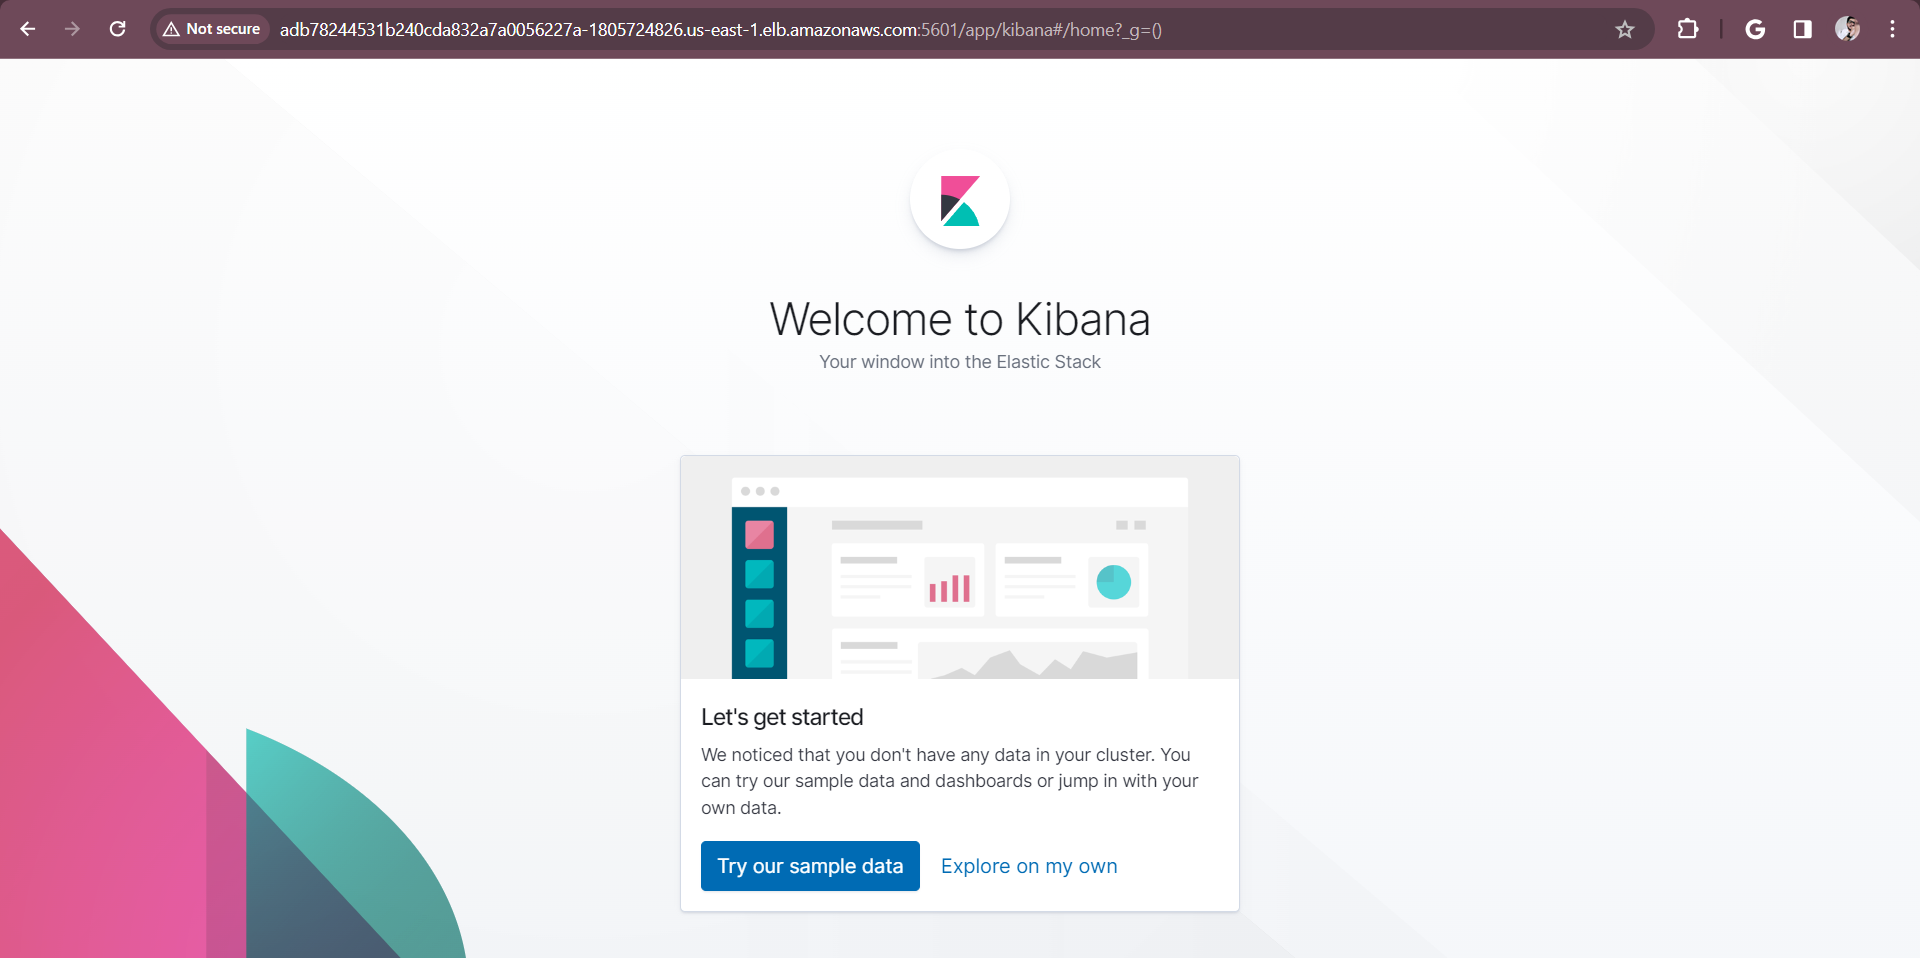 Not secure adb78244531b240cda832a7a0056227a-1805724826.us-east-1.elb.amazonaws.com:5601/app/kibana#/home?_g=()
Welcome to Kibana
Your window into the Elastic Stack
Let's get started
We noticed that you don't have any data in your cluster. You
can try our sample data and dashboards or jump in with your
own data.
Try our sample data Explore on my own